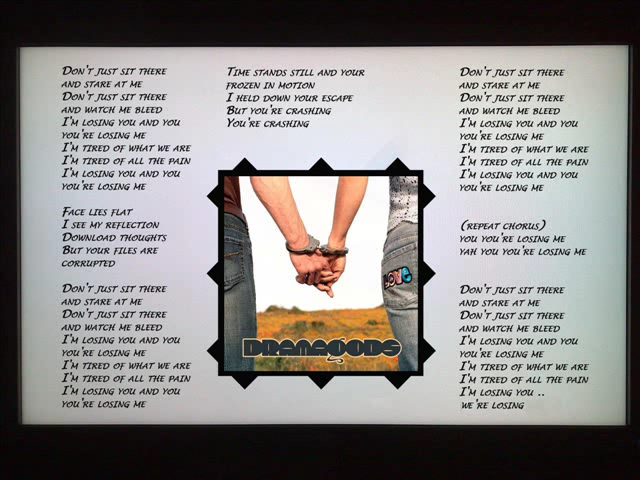 Don't just sit there
and stare at me
Don't just sit there
and watch me bleed
I'm losing you and you
you're losing me
I'm tired of what we are
I'm tired of all the pain
I'm losing you and you
you're losing me
Face lies flat
I see my reflection
Download thoughts
But your files are
corrupted
Don't just sit there
and stare at me
Don't just sit there
and watch me bleed
I'm losing you and you
you're losing me
I'm tired of what we are
I'm tired of all the pain
I'm losing you and you
you're losing me
Time stands still and your
frozen in motion
I held down your escape
But you're crashing
You're crashing
LOVE
DRAMAGODS
Don't just sit there
and stare at me
Don't just sit there
and watch me bleed
I'm losing you and you
you're losing me
I'm tired of what we are
I'm tired of all the pain
I'm losing you and you
you're losing me
(repeat chorus)
you you're losing me
yah you you're losing me
Don't just sit there
and stare at me
Don't just sit there
and watch me bleed
I'm losing you and you
you're losing me
I'm tired of what we are
I'm tired of all the pain
I'm losing you ..
we're losing